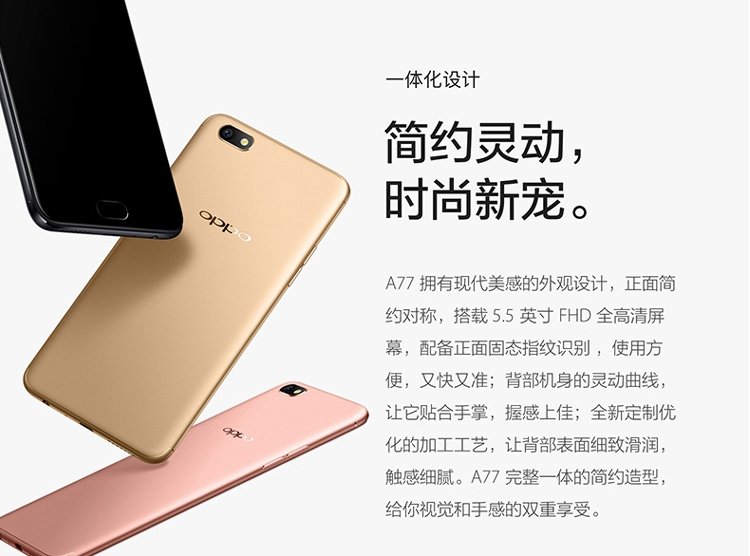 一体化设计
简约灵动，
时尚新宠。
oppo
oppo
A77 拥有现代美感的外观设计，正面简
约对称，搭载 5.5 英寸 FHD 全高清屏
幕，配备正面固态指纹识别 ，使用方
便，又快又准；背部机身的灵动曲线，
让它贴合手掌，握感上佳；全新定制优
化的加工工艺，让背部表面细致滑润，
触感细腻。A77 完整一体的简约造型，
给你视觉和手感的双重享受。